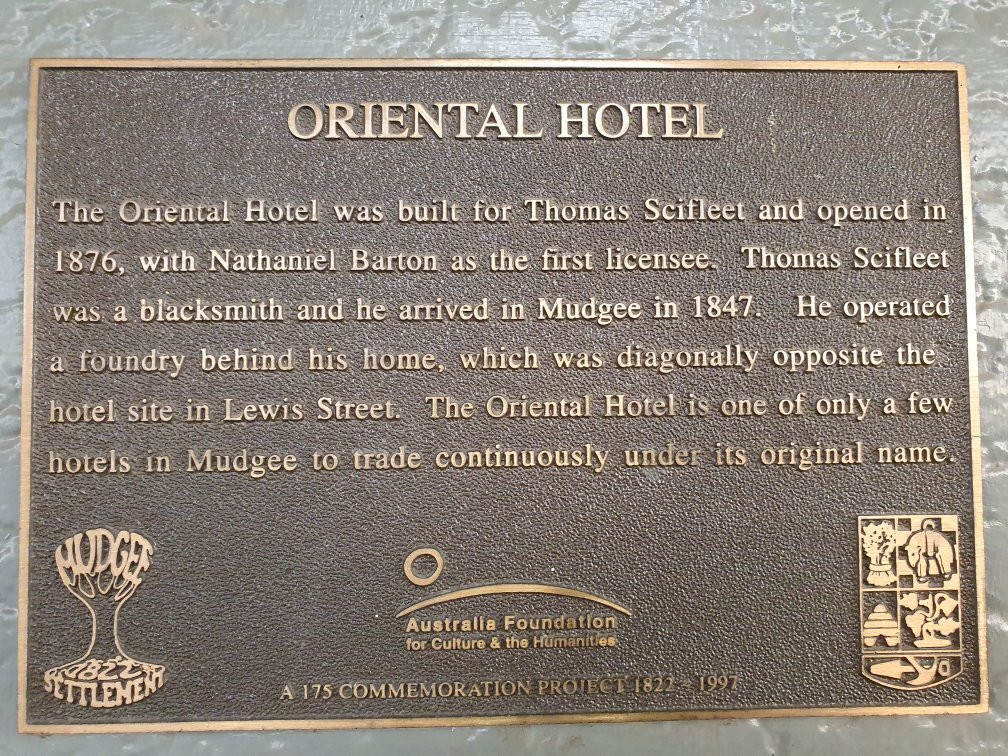 ORIENTAL HOTEL
The Oriental Hotel was built for Thomas Scifleet and opened in
1876, with Nathaniel Barton as the first licensee. Thomas Scifleet
was a blacksmith and he arrived in Mudgee in 1847. He operated
a foundry behind his home, which was diagonally opposite the
hotel site in Lewis Street. The Oriental Hotel is one of only a few
hotels in Mudgee to trade continuously under its original name.
MUDGEE
1822
SETTLEMENT
Australia Foundation
for Culture & the Humanities
A 175 COMMEMORATION PROJECT 1822 - 1997